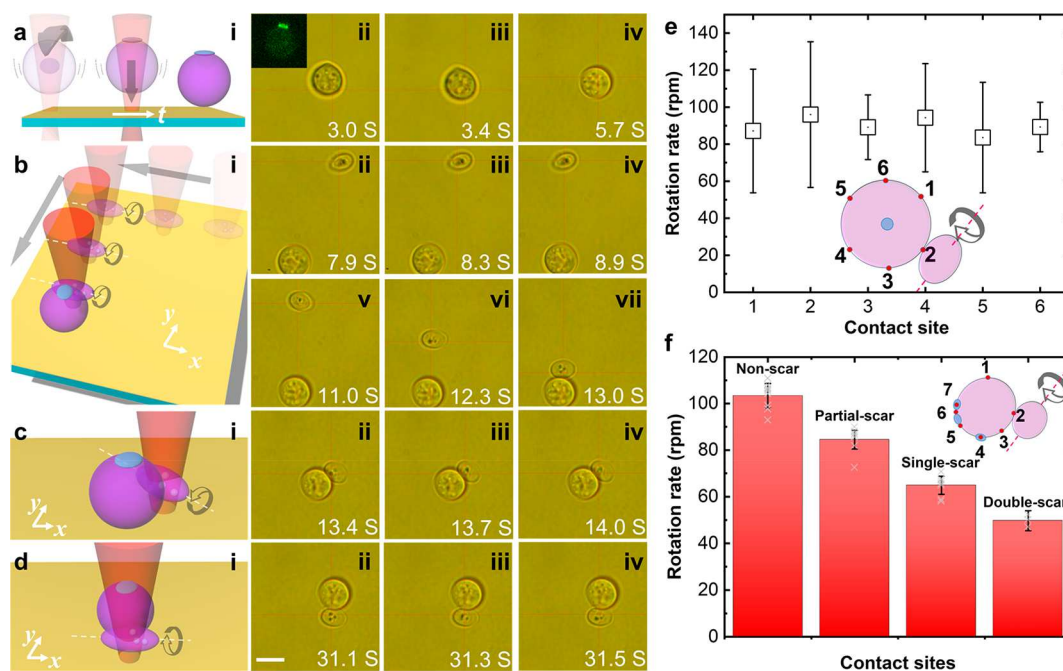 a
i
t
ii
3.0 S
iii
3.4 S
iv
5.7 S
b
i
y
x
ii
7.9 S
iii
8.3 S
iv
8.9 S
v
11.0 S
vi
12.3 S
vii
13.0 S
c
i
y
x
ii
13.4 S
iii
13.7 S
iv
14.0 S
d
i
y
x
ii
31.1 S
iii
31.3 S
iv
31.5 S
e
Rotation rate (rpm)
140
120
100
80
60
40
20
0
6
5
1
4
2
3
1 2 3 4 5 6
Contact site
f
Rotation rate (rpm)
120
100
80
60
40
20
0
Non-scar
Partial-scar
Single-scar
Double-scar
1
7
6
2
5
3
4
Contact sites